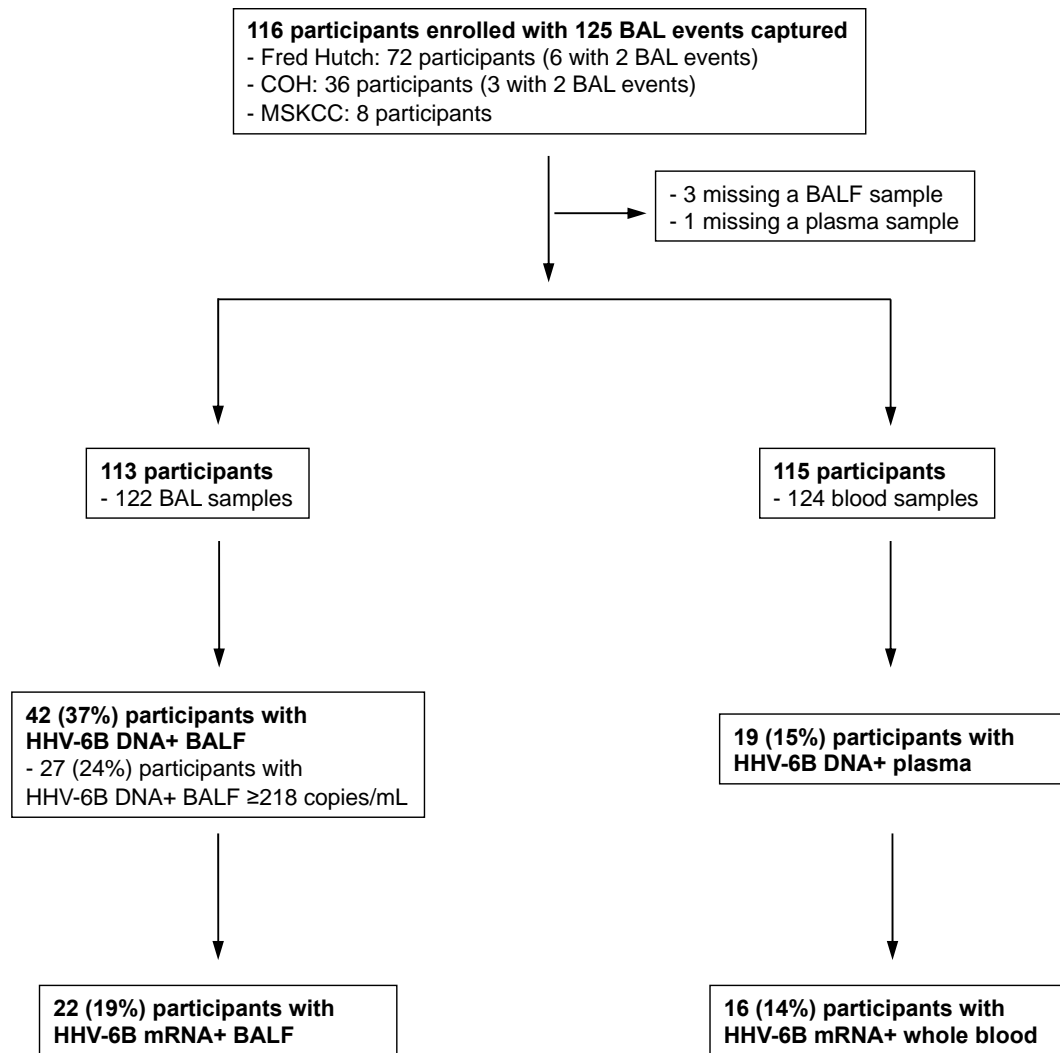 116 participants enrolled with 125 BAL events captured
- Fred Hutch: 72 participants (6 with 2 BAL events)
- COH: 36 participants (3 with 2 BAL events)
- MSKCC: 8 participants
- 3 missing a BALF sample
- 1 missing a plasma sample
113 participants
- 122 BAL samples
115 participants
- 124 blood samples
42 (37%) participants with
HHV-6B DNA+ BALF
- 27 (24%) participants with
HHV-6B DNA+ BALF ≥218 copies/mL
19 (15%) participants with
HHV-6B DNA+ plasma
22 (19%) participants with
HHV-6B mRNA+ BALF
16 (14%) participants with
HHV-6B mRNA+ whole blood